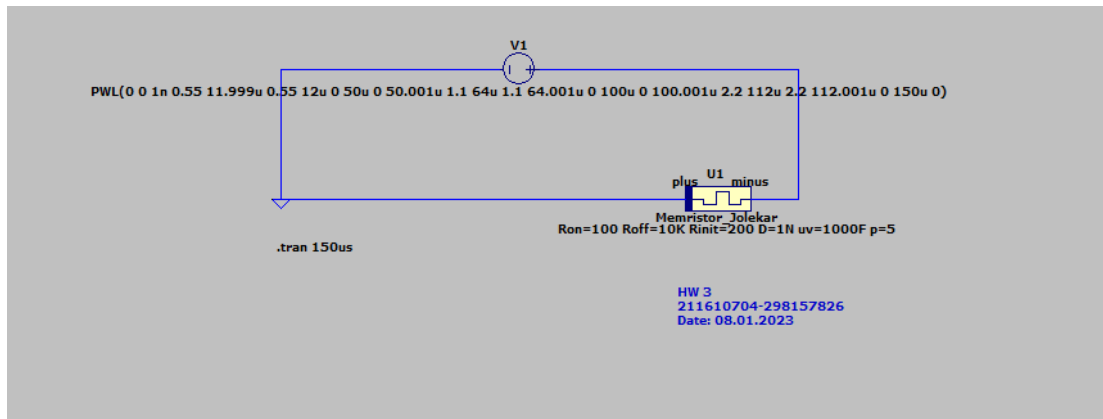 V1
PWL(0 0 1n 0.55 11.999u 0.55 12u 0 50u 0 50.001u 1.1 64u 1.1 64.001u 0 100u 0 100.001u 2.2 112u 2.2 112.001u 0 150u 0)
U1
plus minus
Memristor_Jolekar
Ron=100 Roff=10K Rinit=200 D=1N uv=1000F p=5
.tran 150us
HW 3
211610704-298157826
Date: 08.01.2023